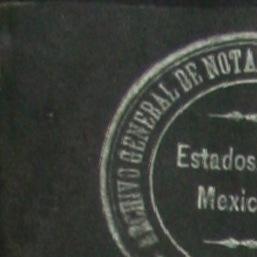 ARCHIVO GENERAL DE NOTA
Estados
Mexic